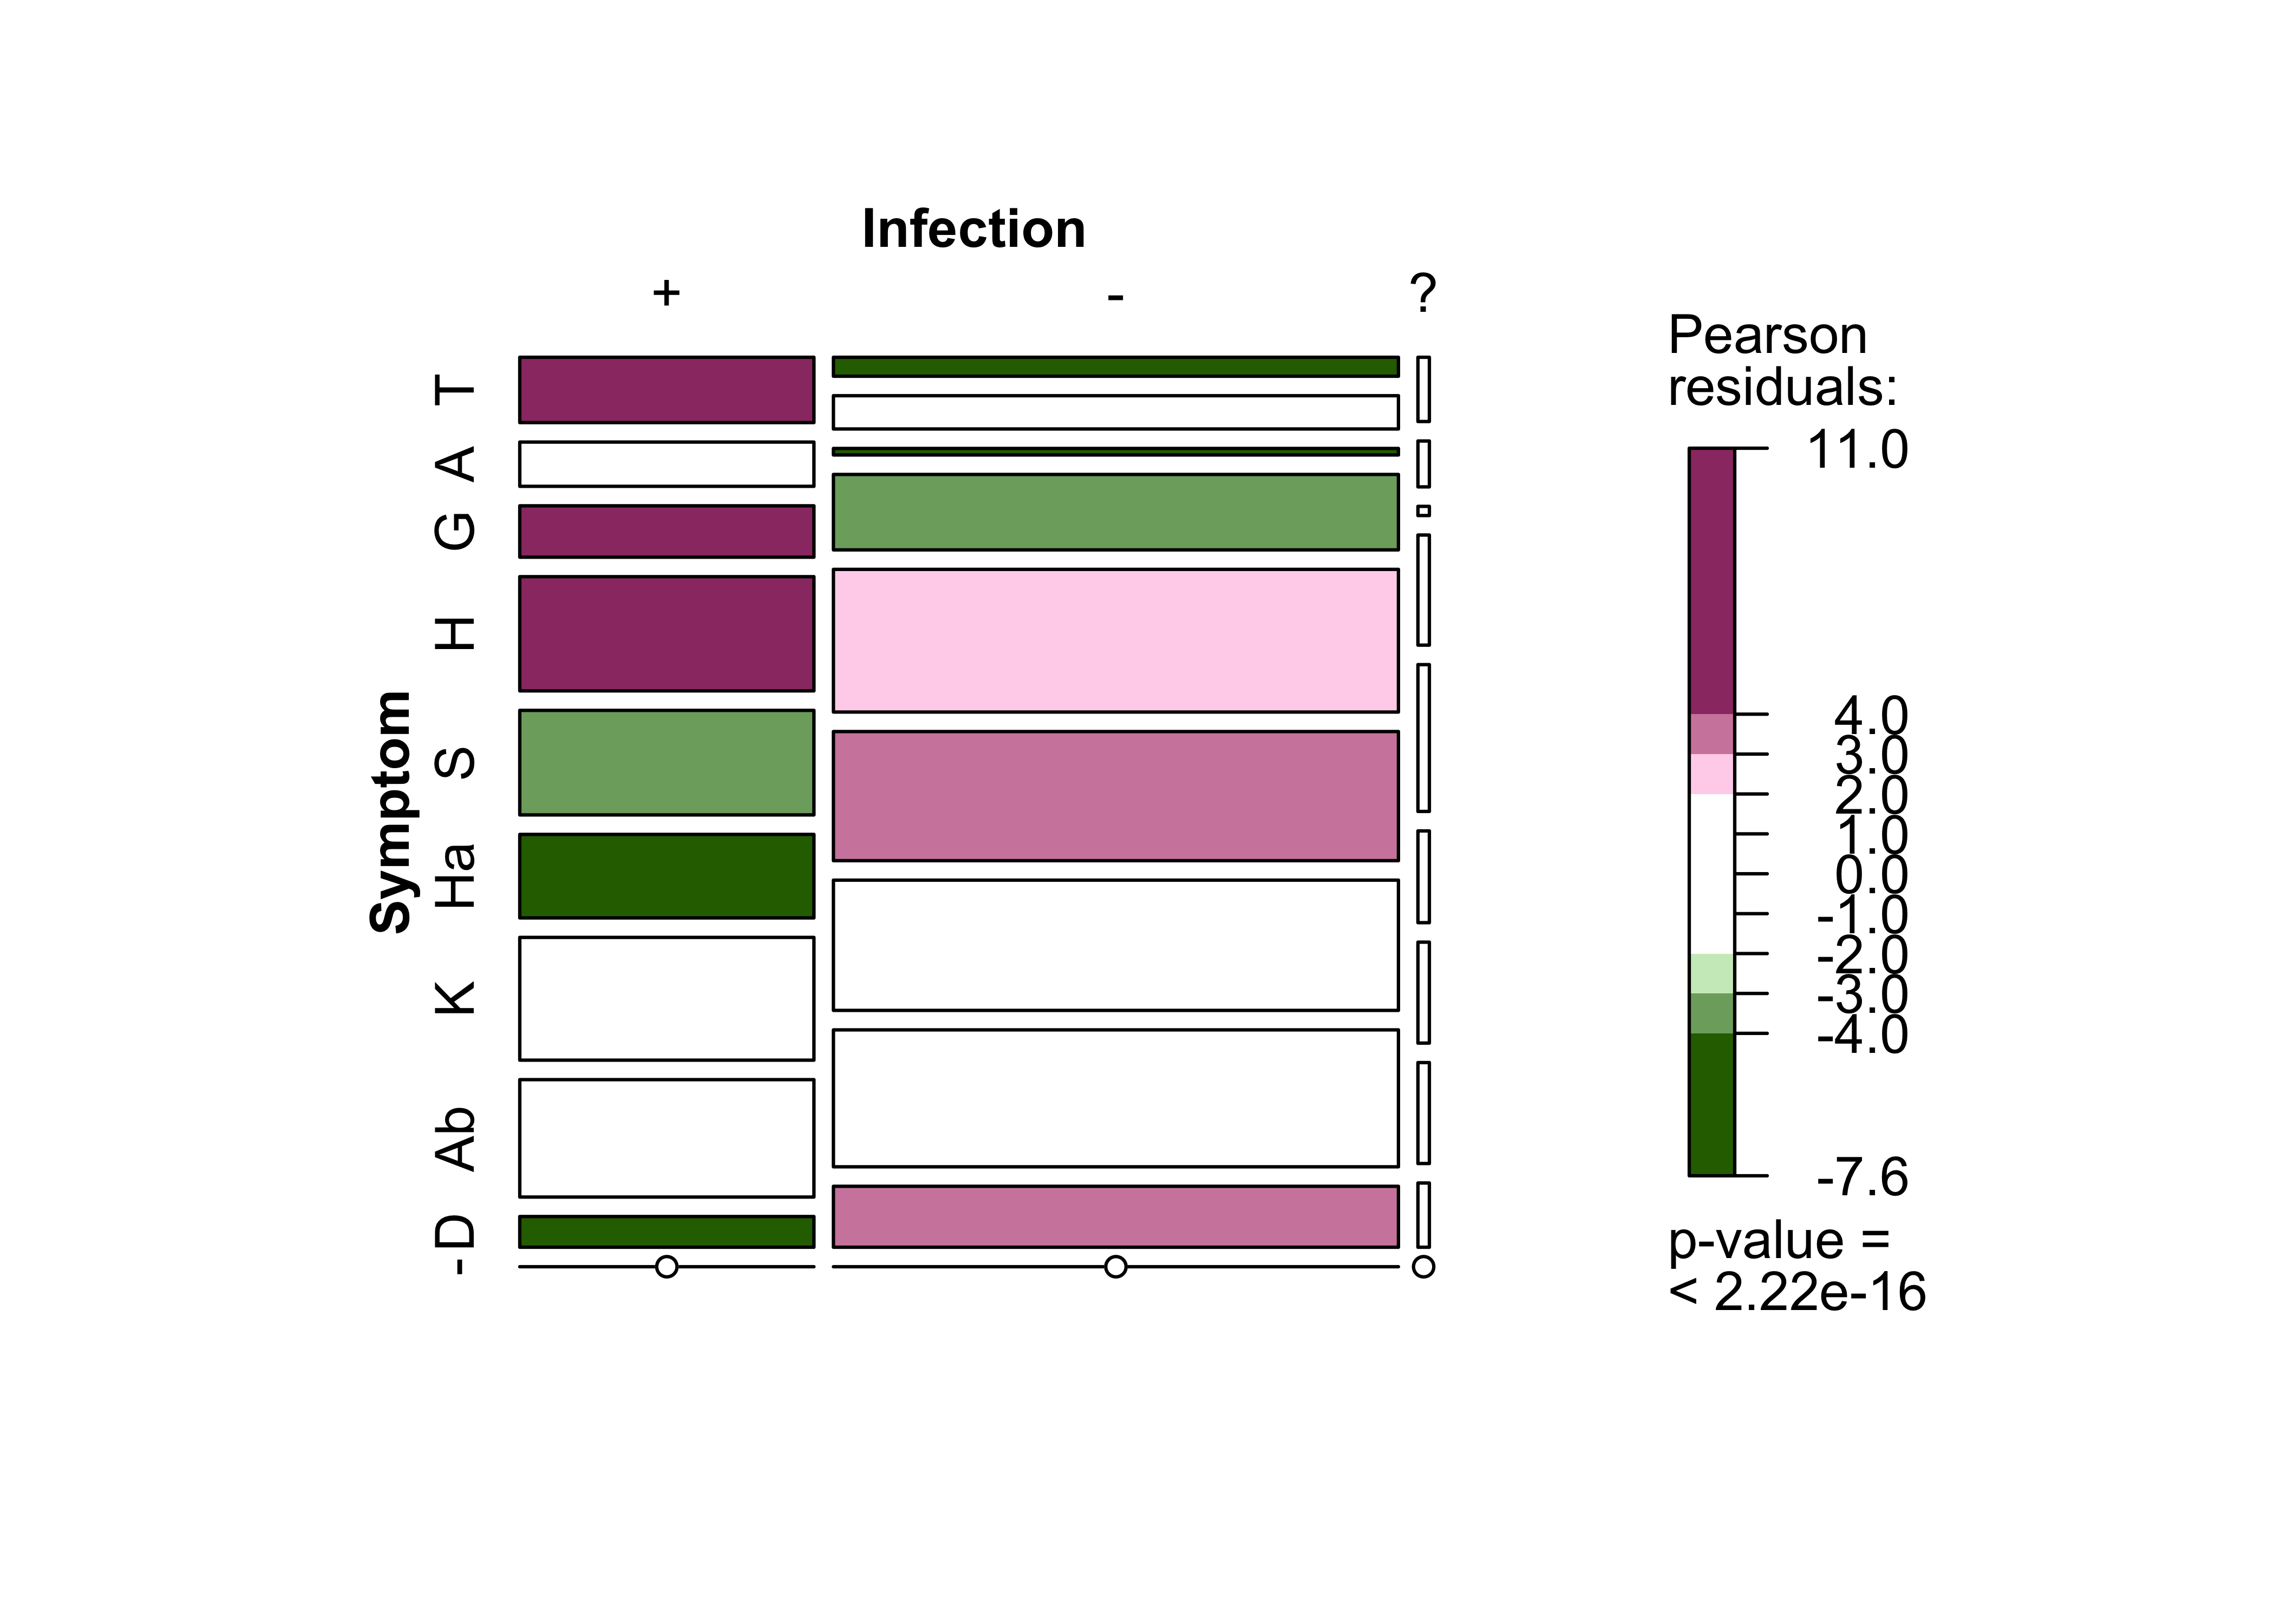 Infection
+ - ?
Symptom
T
A
G
H
S
Ha
K
Ab
D
-
Pearson
residuals:
11.0
4.0
3.0
2.0
1.0
0.0
-1.0
-2.0
-3.0
-4.0
-7.6
p-value =
< 2.22e-16